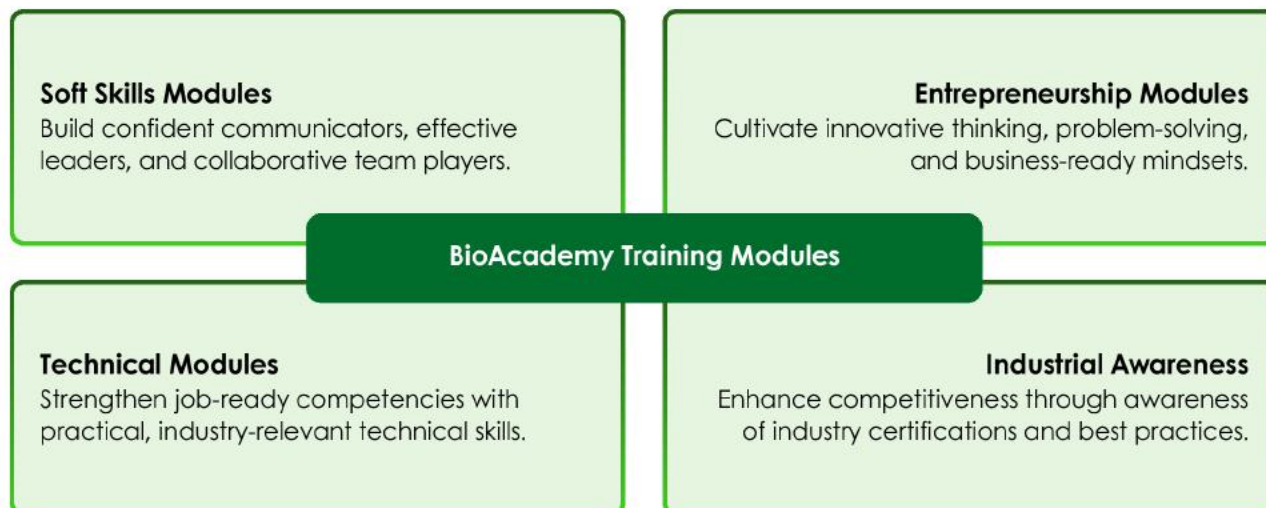 Soft Skills Modules
Build confident communicators, effective
leaders, and collaborative team players.
Entrepreneurship Modules
Cultivate innovative thinking, problem-solving,
and business-ready mindsets.
BioAcademy Training Modules
Technical Modules
Strengthen job-ready competencies with
practical, industry-relevant technical skills.
Industrial Awareness
Enhance competitiveness through awareness
of industry certifications and best practices.